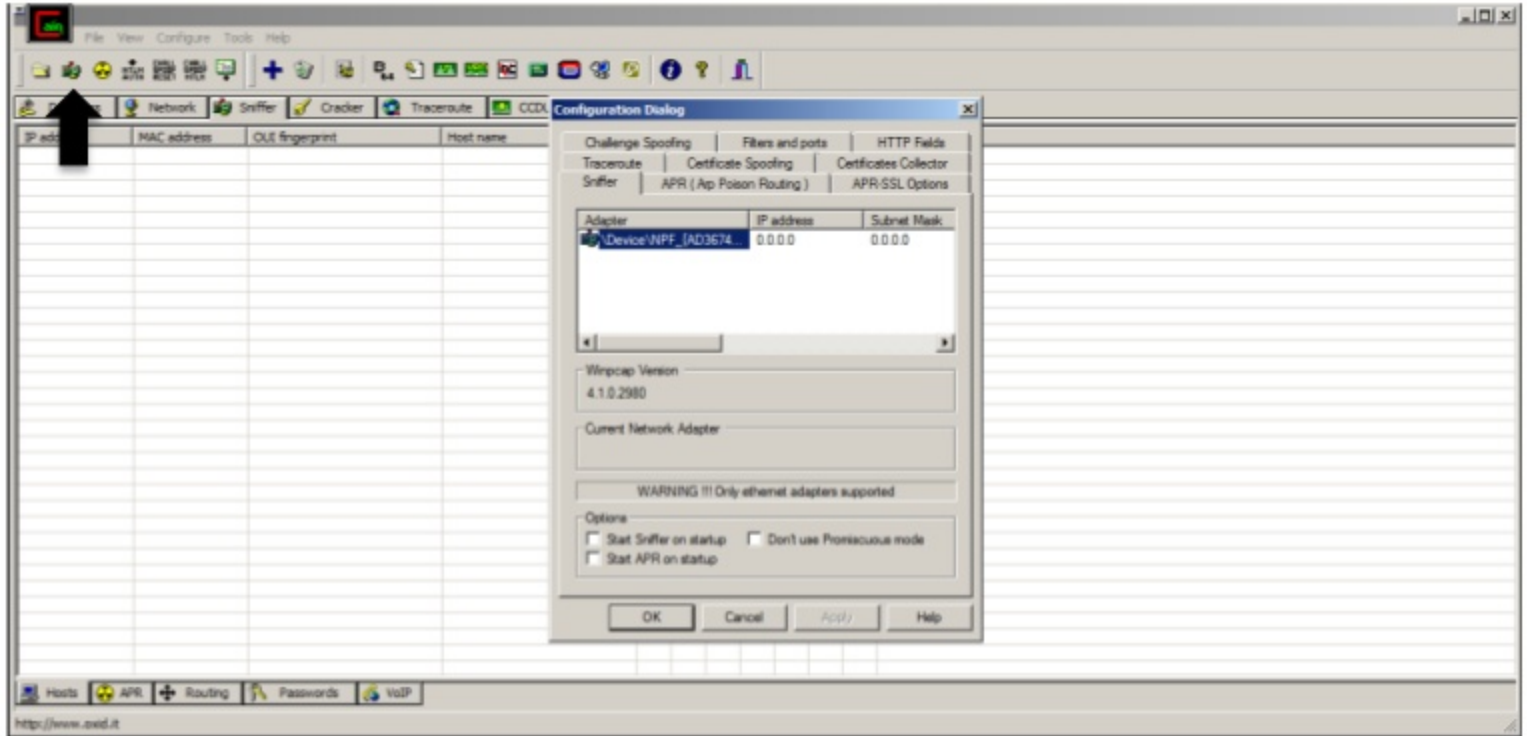 Cain
File View Configure Tools Help
Network Sniffer Cracker Traceroute CCDU
IP add MAC address OUI fingerprint Host name
Configuration Dialog
Challenge Spoofing Filters and ports HTTP Fields
Traceroute Certificate Spoofing Certificates Collector
Sniffer APR ( Arp Poison Routing ) APR-SSL Options
Adapter IP address Subnet Mask
\Device\NPF_{AD3674... 0.0.0.0 0.0.0.0
Winpcap Version
4.1.0.2980
Current Network Adapter
WARNING !!! Only ethernet adapters supported
Options
Start Sniffer on startup Don't use Promiscuous mode
Start APR on startup
OK Cancel Apply Help
Hosts APR Routing Passwords VoIP
http://www.oxid.it